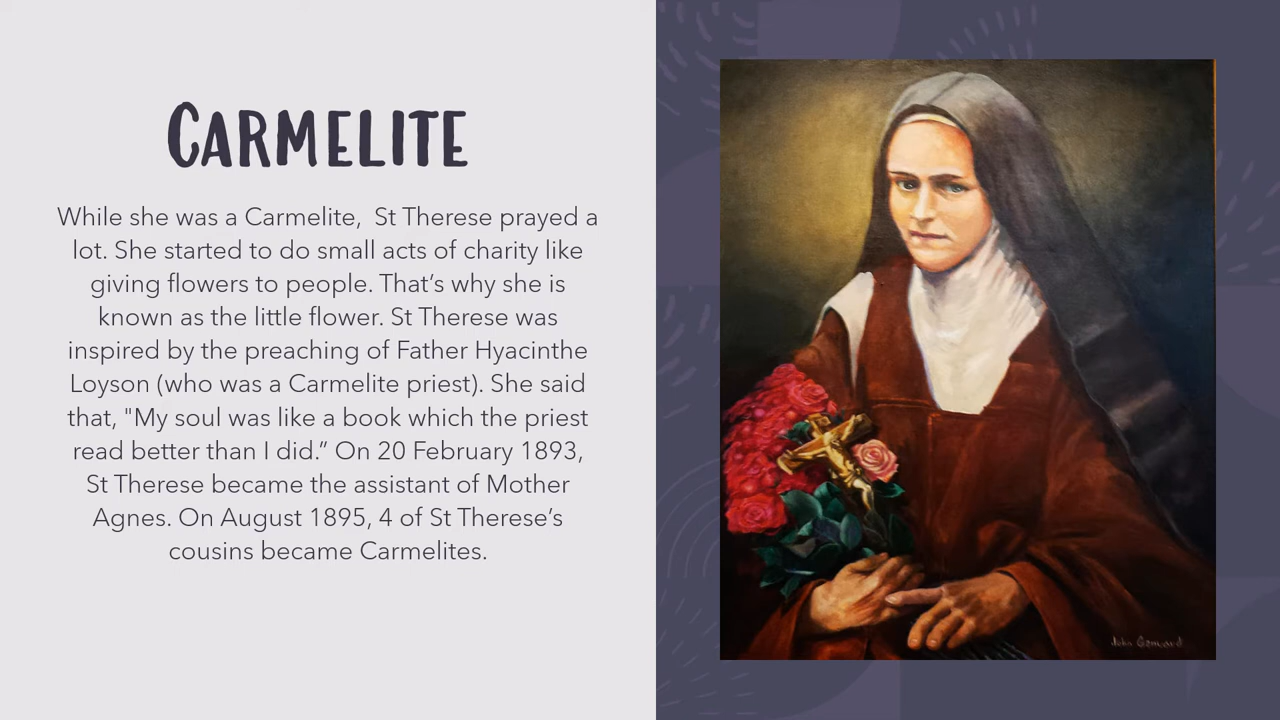 CARMELITE
While she was a Carmelite,  St Therese prayed a
lot. She started to do small acts of charity like
giving flowers to people. That’s why she is
known as the little flower. St Therese was
inspired by the preaching of Father Hyacinthe
Loyson (who was a Carmelite priest). She said
that, "My soul was like a book which the priest
read better than I did.” On 20 February 1893,
St Therese became the assistant of Mother
Agnes. On August 1895, 4 of St Therese’s
cousins became Carmelites.
John